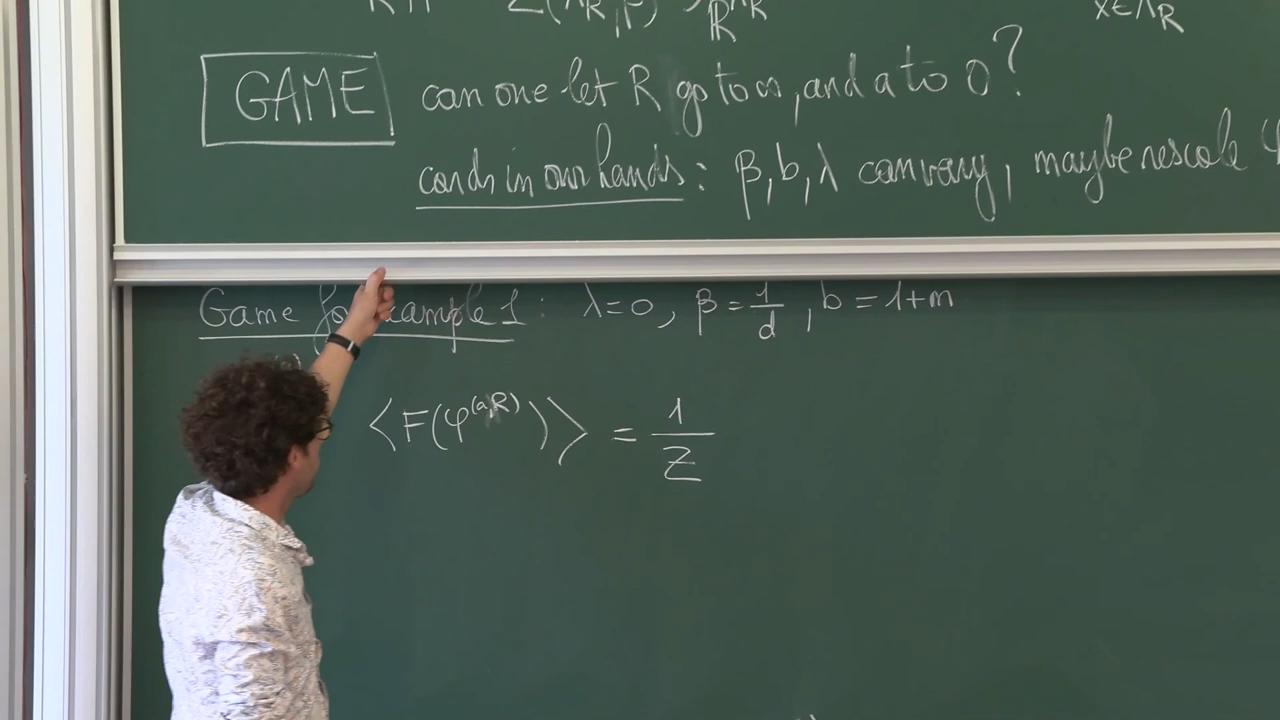 GAME can one let R go to ∞, and a to 0?
cards in our hands: β, b, λ can vary, maybe rescale φ
Game for Example 1: λ=0, β=1/d, b=1+m
⟨F(φ^(a,R))⟩ = 1/Z